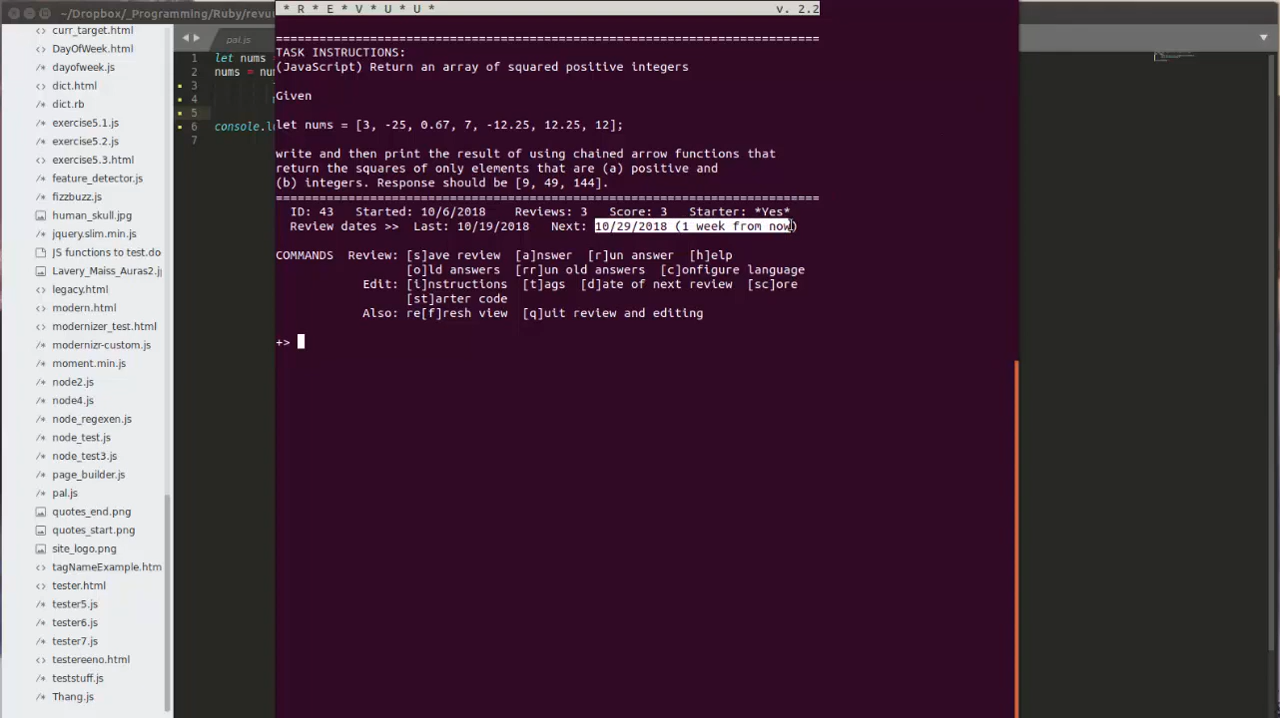 ~/Dropbox/_Programming/Ruby/revu
* R * E * V * U * U * v. 2.2
curr_target.html
DayOfWeek.html
dayofweek.js
dict.html
dict.rb
exercise5.1.js
exercise5.2.js
exercise5.3.html
feature_detector.js
fizzbuzz.js
human_skull.jpg
jquery.slim.min.js
JS functions to test.do
Lavery_Maiss_Auras2.j
legacy.html
modern.html
modernizer_test.html
modernizr-custom.js
moment.min.js
node2.js
node4.js
node_regexen.js
node_test.js
node_test3.js
page_builder.js
pal.js
quotes_end.png
quotes_start.png
site_logo.png
tagNameExample.htm
tester.html
tester5.js
tester6.js
tester7.js
testereeno.html
teststuff.js
Thang.js
pal.js
1 let nums
2 nums = nu
3
4
5
6 console.l
7
====================================================================
TASK INSTRUCTIONS:
(JavaScript) Return an array of squared positive integers
Given
let nums = [3, -25, 0.67, 7, -12.25, 12.25, 12];
write and then print the result of using chained arrow functions that
return the squares of only elements that are (a) positive and
(b) integers. Response should be [9, 49, 144].
====================================================================
ID: 43 Started: 10/6/2018 Reviews: 3 Score: 3 Starter: *Yes*
Review dates >> Last: 10/19/2018 Next: 10/29/2018 (1 week from now)
COMMANDS Review: [s]ave review [a]nswer [r]un answer [h]elp
[o]ld answers [rr]un old answers [c]onfigure language
Edit: [i]nstructions [t]ags [d]ate of next review [sc]ore
[st]arter code
Also: re[f]resh view [q]uit review and editing
+>